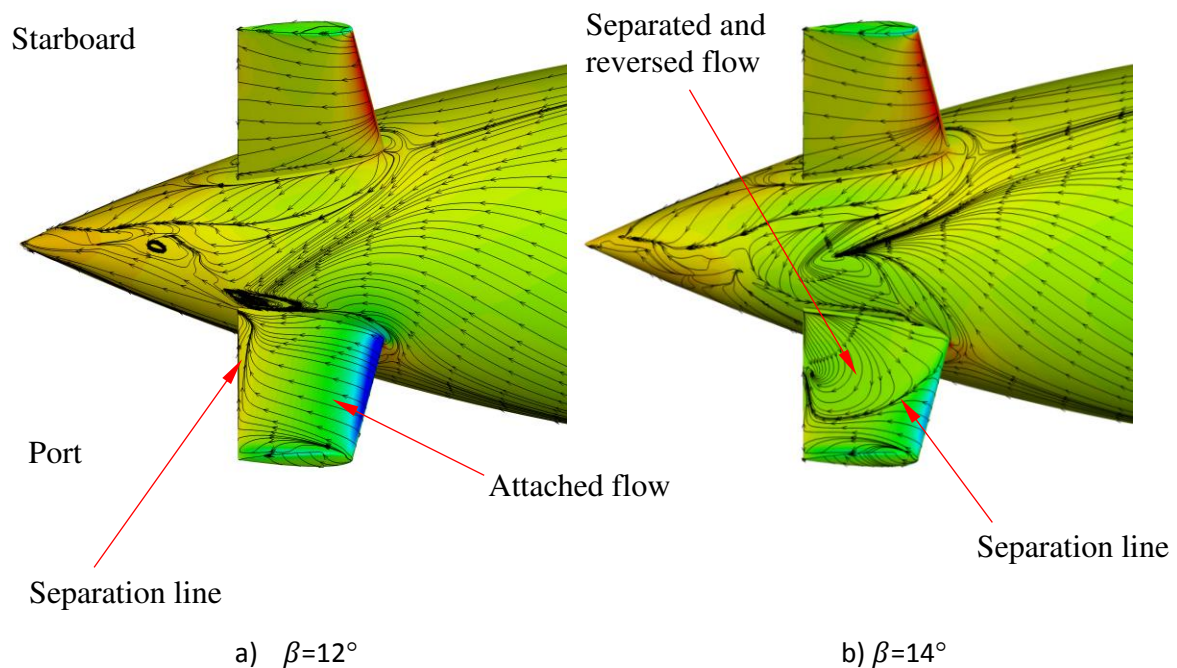 Starboard
Separated and
reversed flow
Port
Attached flow
Separation line
Separation line
a) β=12°
b) β=14°